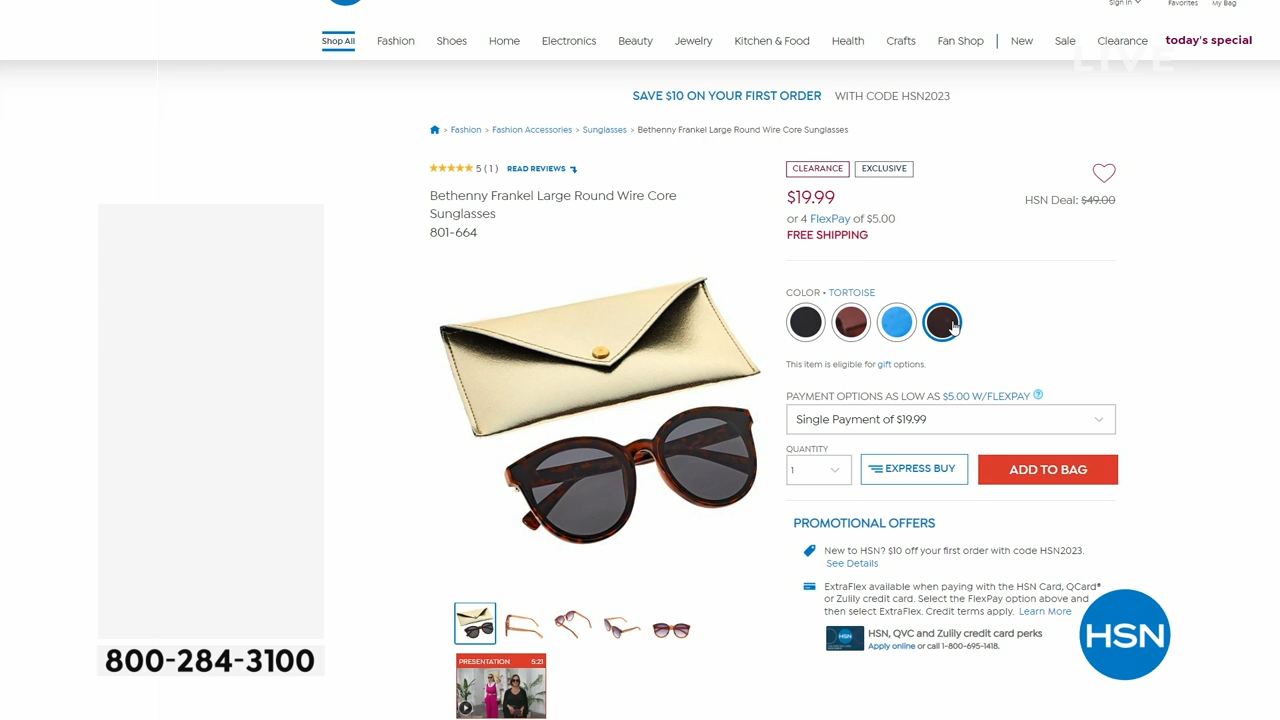 Sign In
Favorites
My Bag
Shop All
Fashion
Shoes
Home
Electronics
Beauty
Jewelry
Kitchen & Food
Health
Crafts
Fan Shop
New
Sale
Clearance
today's special
LIVE
SAVE $10 ON YOUR FIRST ORDER WITH CODE HSN2023
> Fashion > Fashion Accessories > Sunglasses > Bethenny Frankel Large Round Wire Core Sunglasses
5 ( 1 ) READ REVIEWS
Bethenny Frankel Large Round Wire Core
Sunglasses
801-664
CLEARANCE
EXCLUSIVE
$19.99
HSN Deal: $49.00
or 4 FlexPay of $5.00
FREE SHIPPING
COLOR • TORTOISE
This item is eligible for gift options.
PAYMENT OPTIONS AS LOW AS $5.00 W/FLEXPAY ?
Single Payment of $19.99
QUANTITY
1
EXPRESS BUY
ADD TO BAG
PROMOTIONAL OFFERS
New to HSN? $10 off your first order with code HSN2023.
See Details
ExtraFlex available when paying with the HSN Card, QCard®
or Zulily credit card. Select the FlexPay option above and
then select ExtraFlex. Credit terms apply. Learn More
HSN
HSN, QVC and Zulily credit card perks
Apply online or call 1-800-695-1418.
HSN
PRESENTATION 5:21
800-284-3100